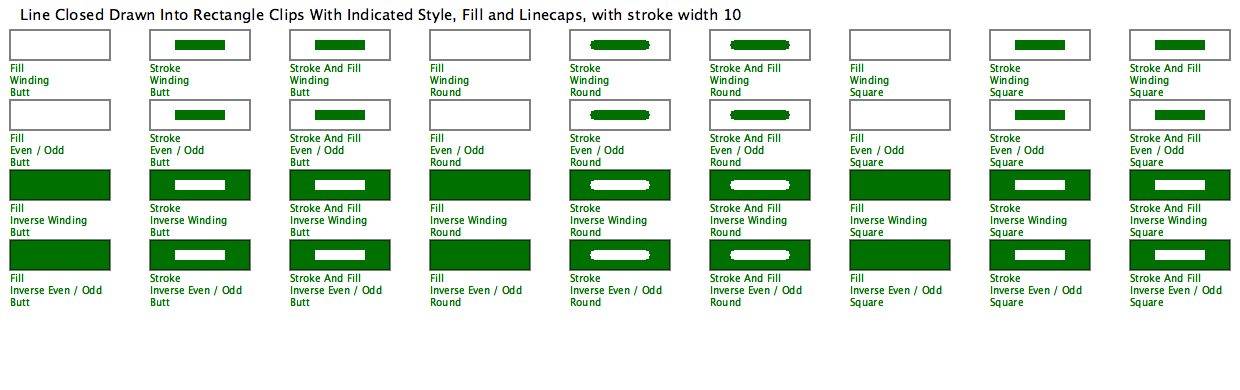 Line Closed Drawn Into Rectangle Clips With Indicated Style, Fill and Linecaps, with stroke width 10
Fill
Winding
Butt
Stroke
Winding
Butt
Stroke And Fill
Winding
Butt
Fill
Winding
Round
Stroke
Winding
Round
Stroke And Fill
Winding
Round
Fill
Winding
Square
Stroke
Winding
Square
Stroke And Fill
Winding
Square
Fill
Even / Odd
Butt
Stroke
Even / Odd
Butt
Stroke And Fill
Even / Odd
Butt
Fill
Even / Odd
Round
Stroke
Even / Odd
Round
Stroke And Fill
Even / Odd
Round
Fill
Even / Odd
Square
Stroke
Even / Odd
Square
Stroke And Fill
Even / Odd
Square
Fill
Inverse Winding
Butt
Stroke
Inverse Winding
Butt
Stroke And Fill
Inverse Winding
Butt
Fill
Inverse Winding
Round
Stroke
Inverse Winding
Round
Stroke And Fill
Inverse Winding
Round
Fill
Inverse Winding
Square
Stroke
Inverse Winding
Square
Stroke And Fill
Inverse Winding
Square
Fill
Inverse Even / Odd
Butt
Stroke
Inverse Even / Odd
Butt
Stroke And Fill
Inverse Even / Odd
Butt
Fill
Inverse Even / Odd
Round
Stroke
Inverse Even / Odd
Round
Stroke And Fill
Inverse Even / Odd
Round
Fill
Inverse Even / Odd
Square
Stroke
Inverse Even / Odd
Square
Stroke And Fill
Inverse Even / Odd
Square